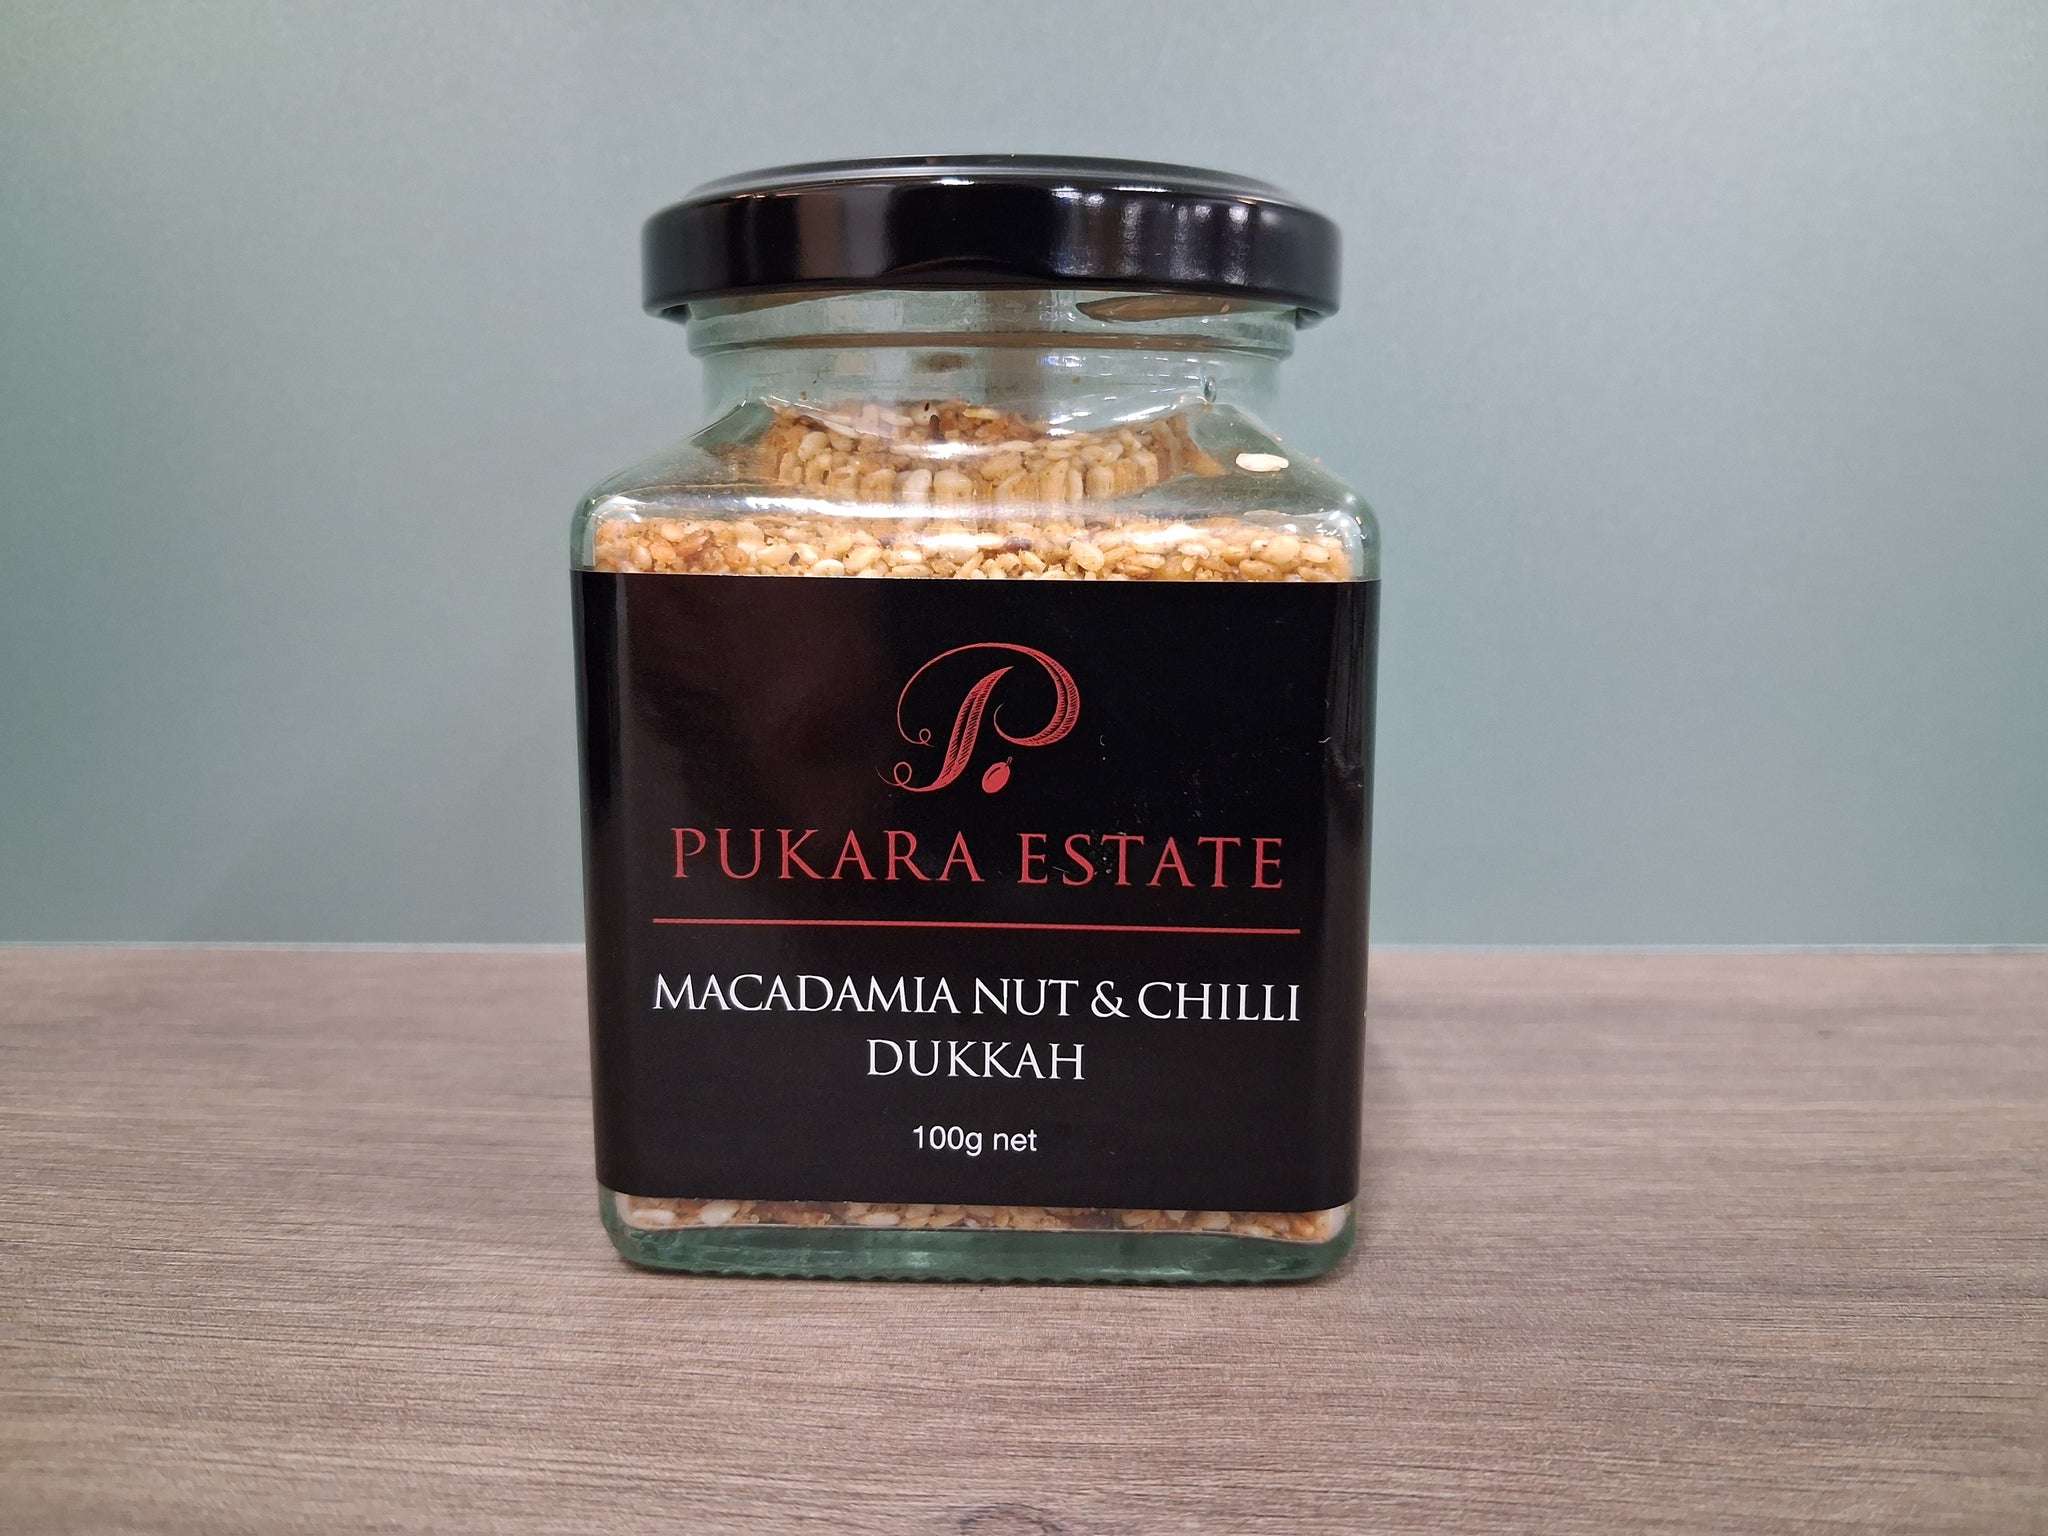 P
PUKARA ESTATE
MACADAMIA NUT & CHILLI
DUKKAH
100g net